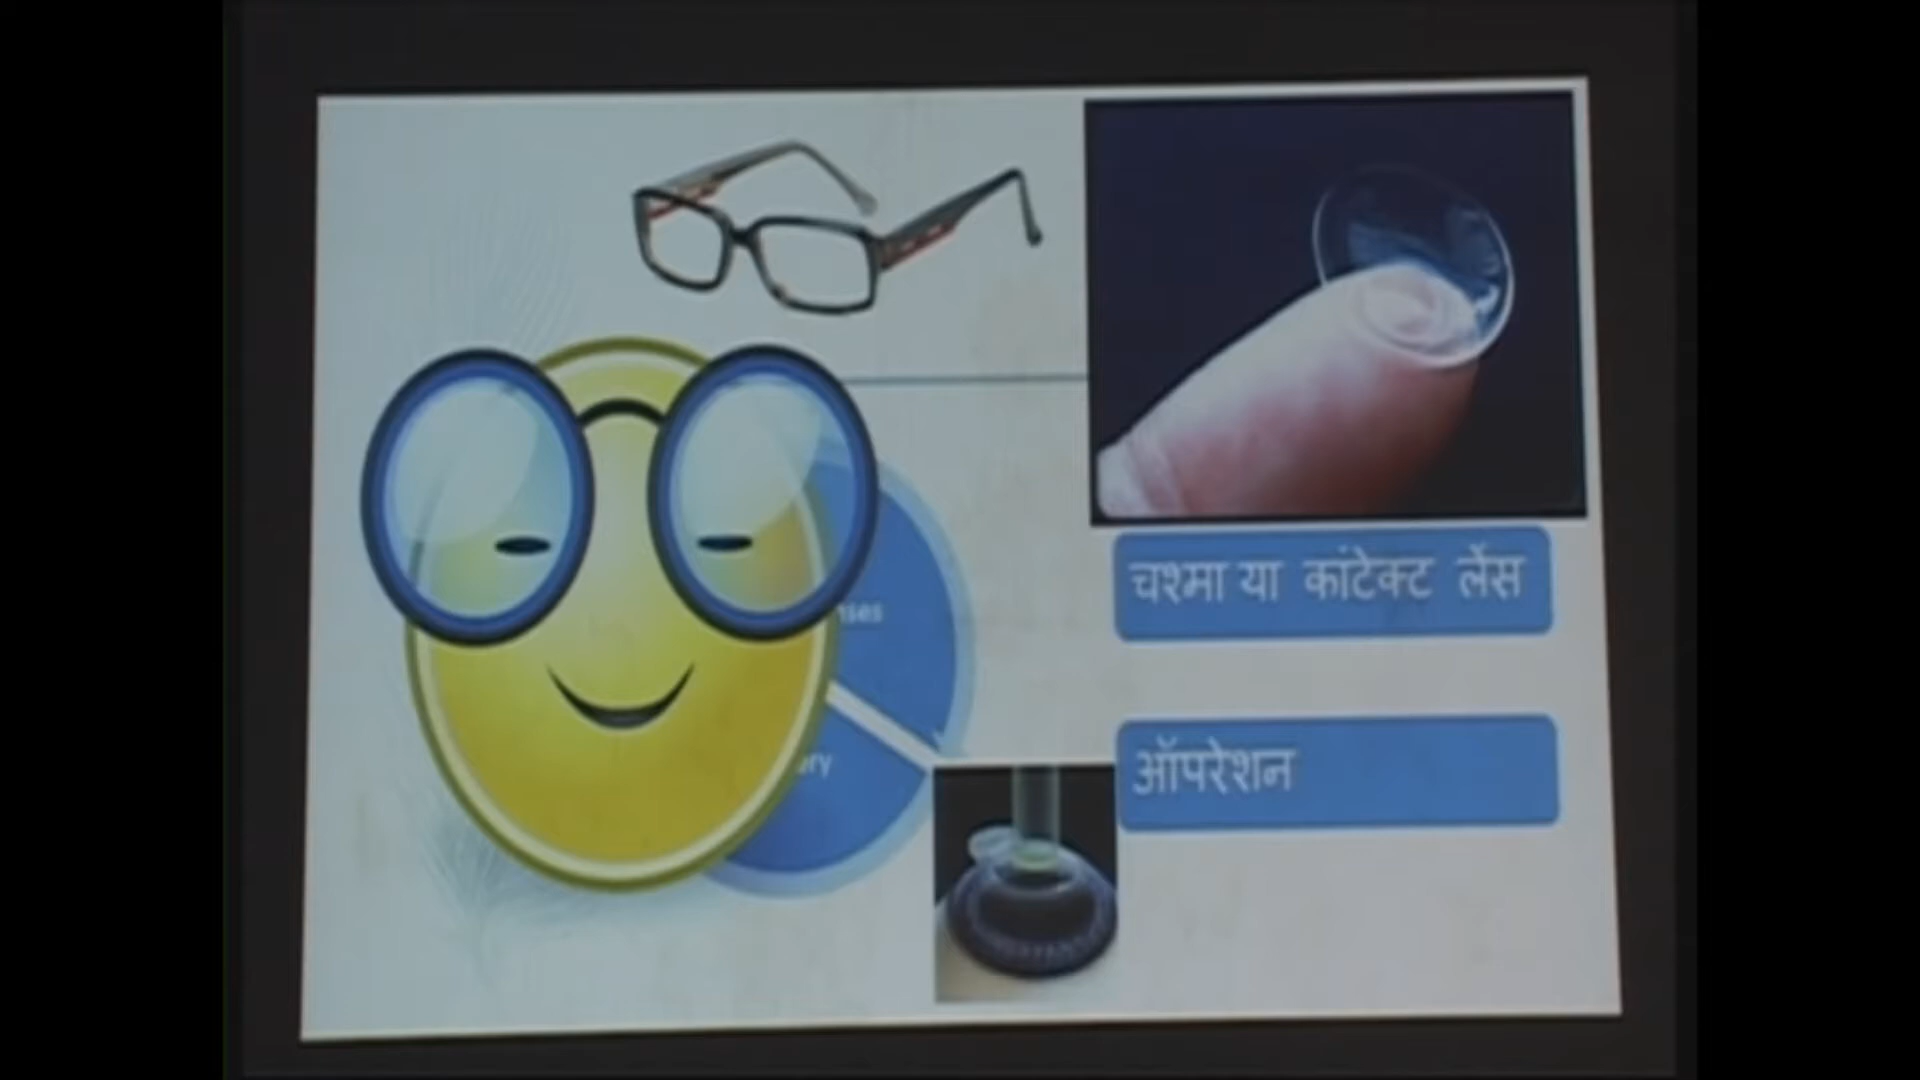 चश्मा या कांटेक्ट लेंस
ऑपरेशन